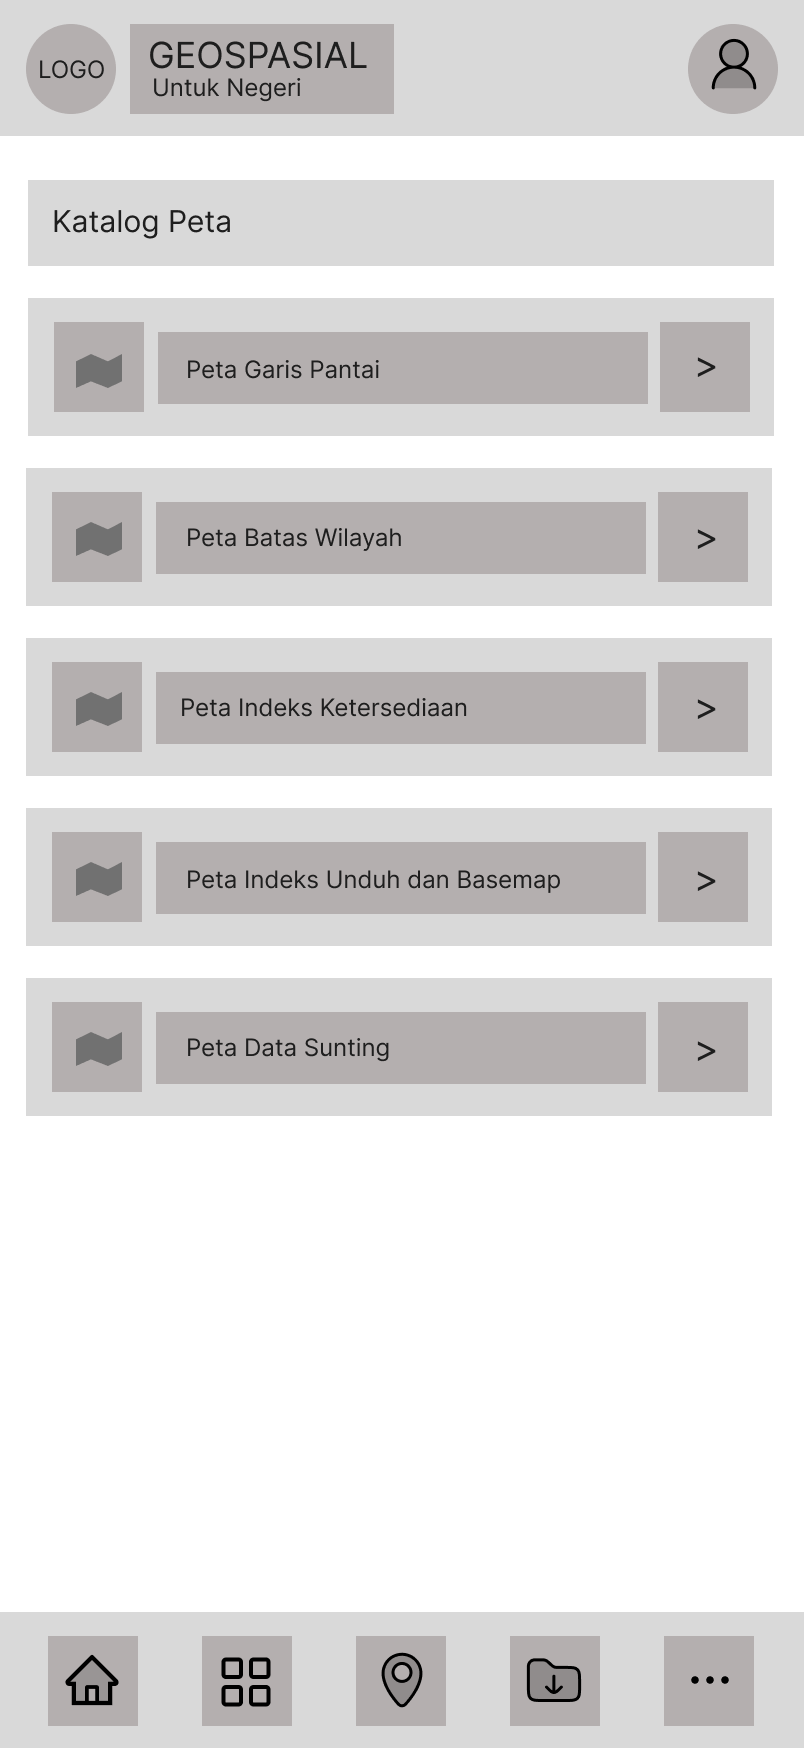 LOGO
GEOSPASIAL
Untuk Negeri
Katalog Peta
Peta Garis Pantai
>
Peta Batas Wilayah
>
Peta Indeks Ketersediaan
>
Peta Indeks Unduh dan Basemap
>
Peta Data Sunting
>